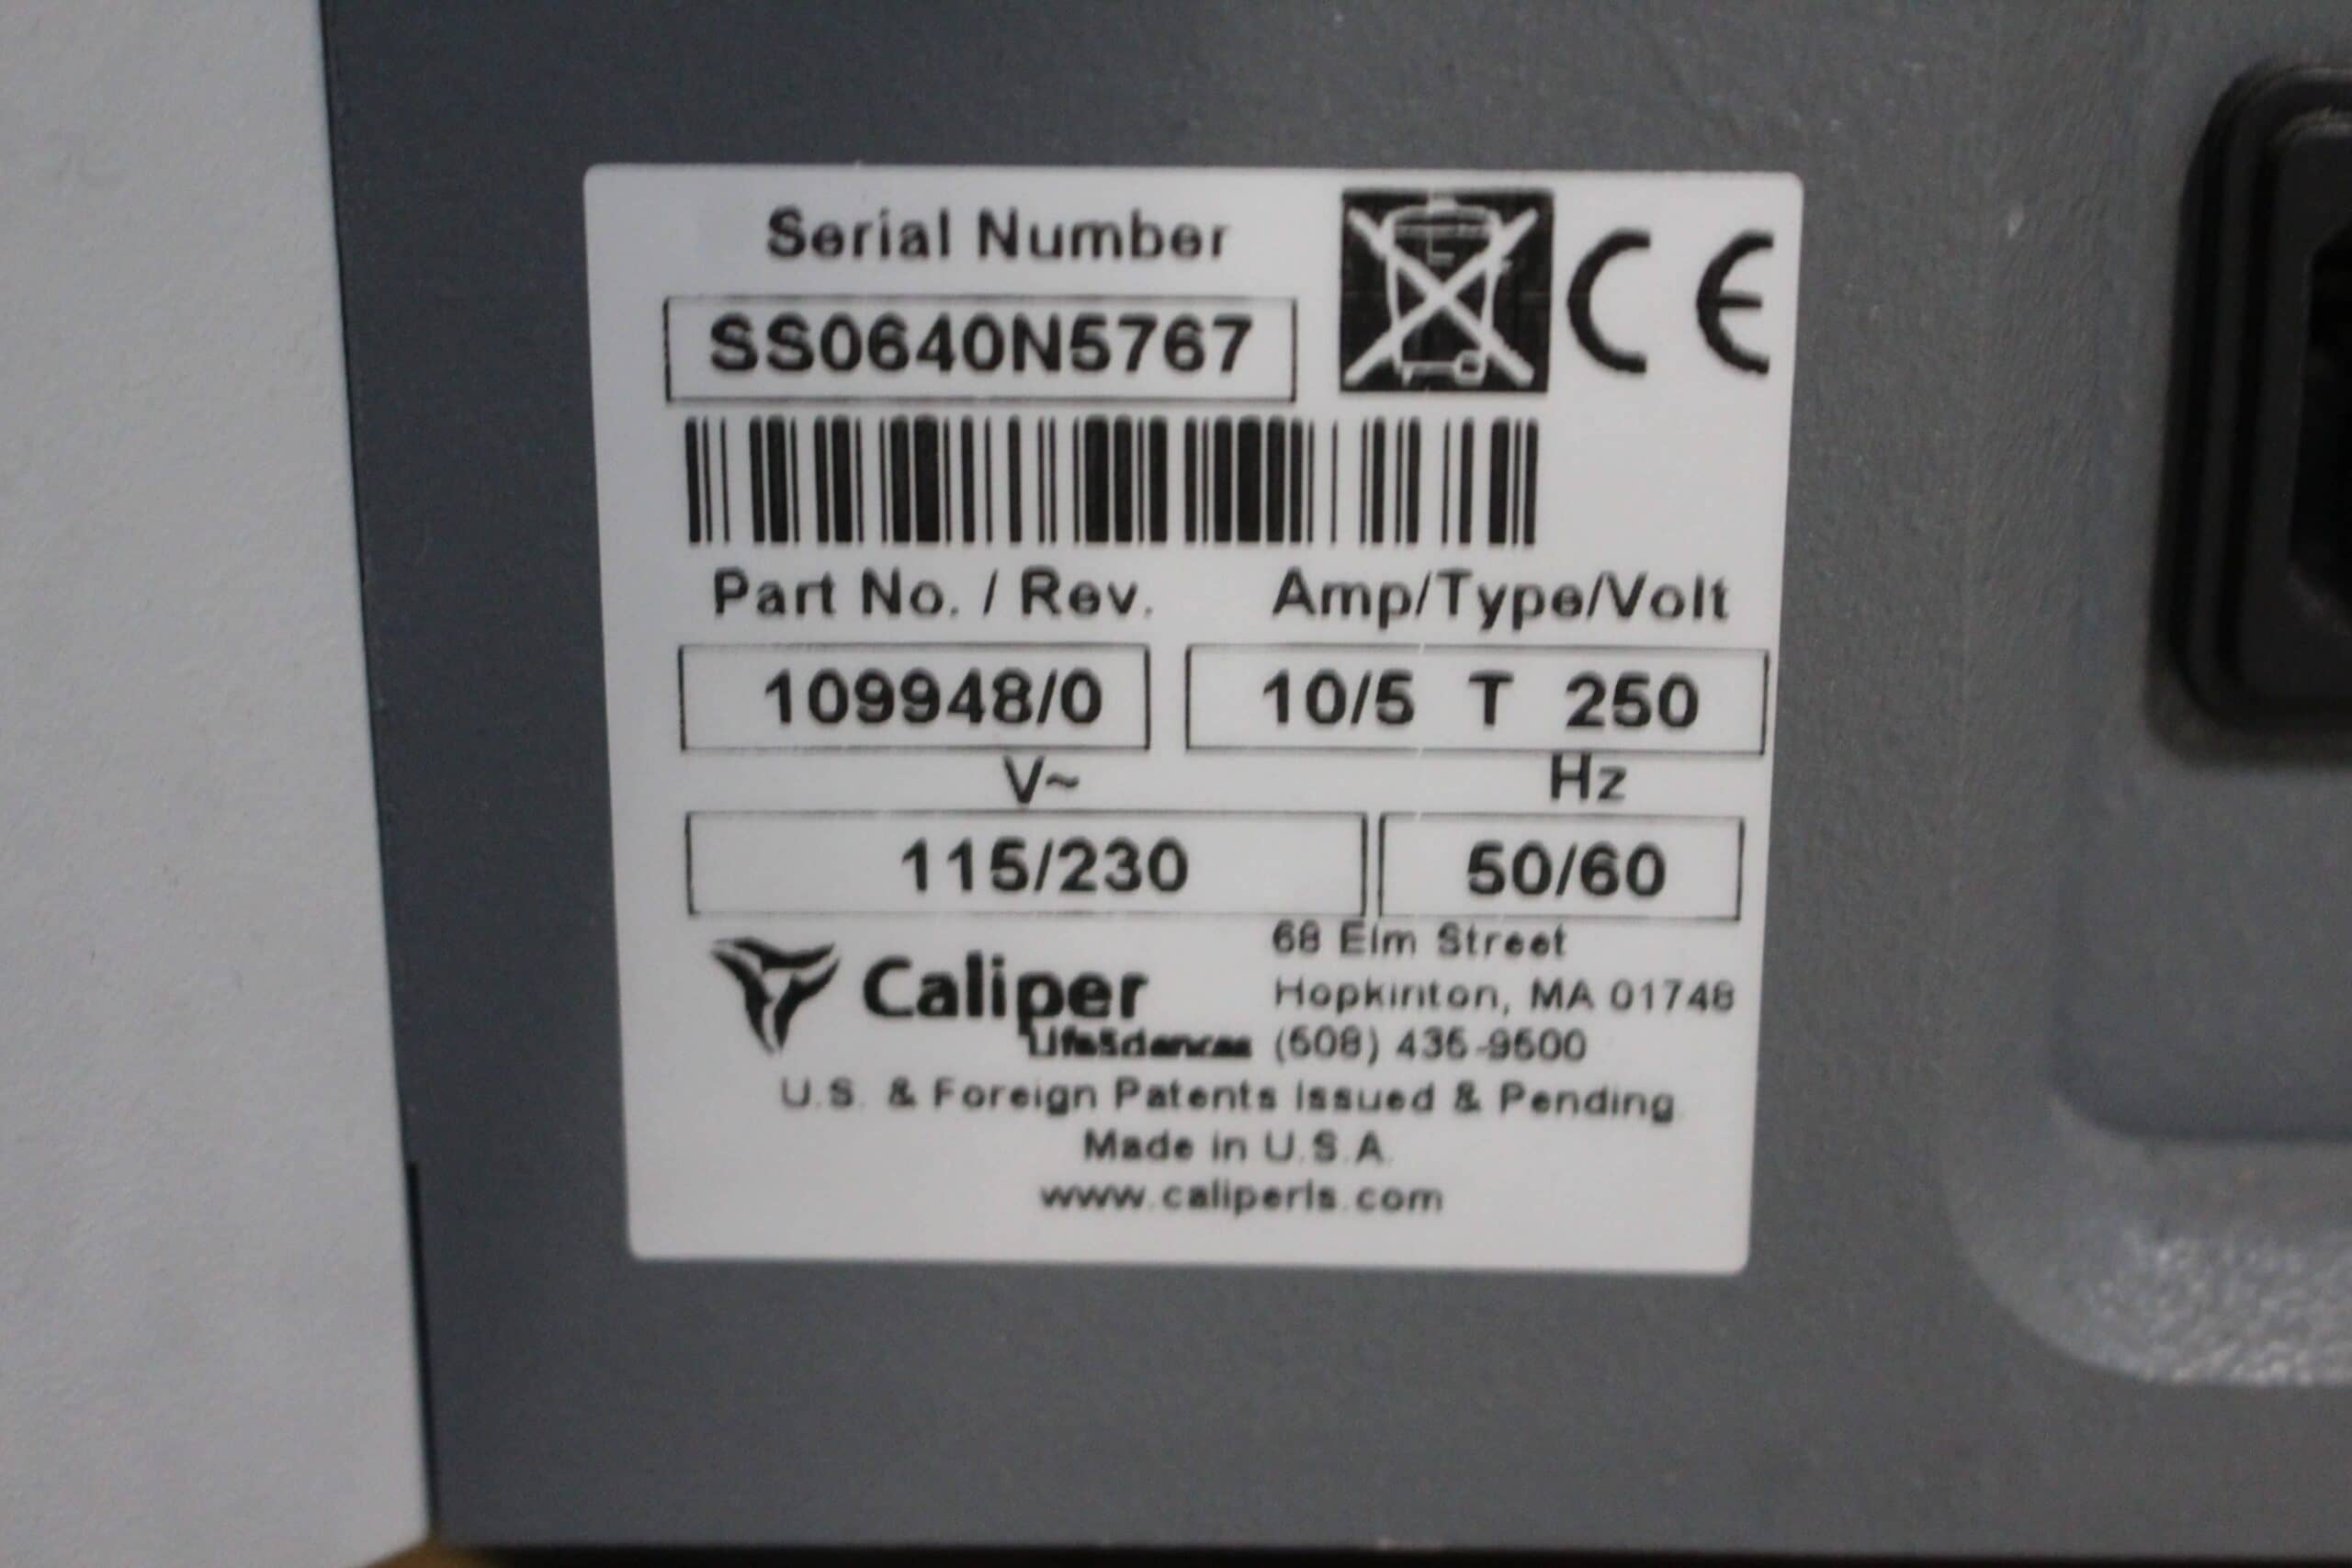 Serial Number
CE
SS0640N5767
Part No. / Rev. Amp/Type/Volt
109948/0 10/5 T 250
V~ Hz
115/230 50/60
68 Elm Street
Caliper Hopkinton, MA 01748
LifeSciences (508) 435-9500
U.S. & Foreign Patents Issued & Pending
Made in U.S.A.
www.caliperls.com